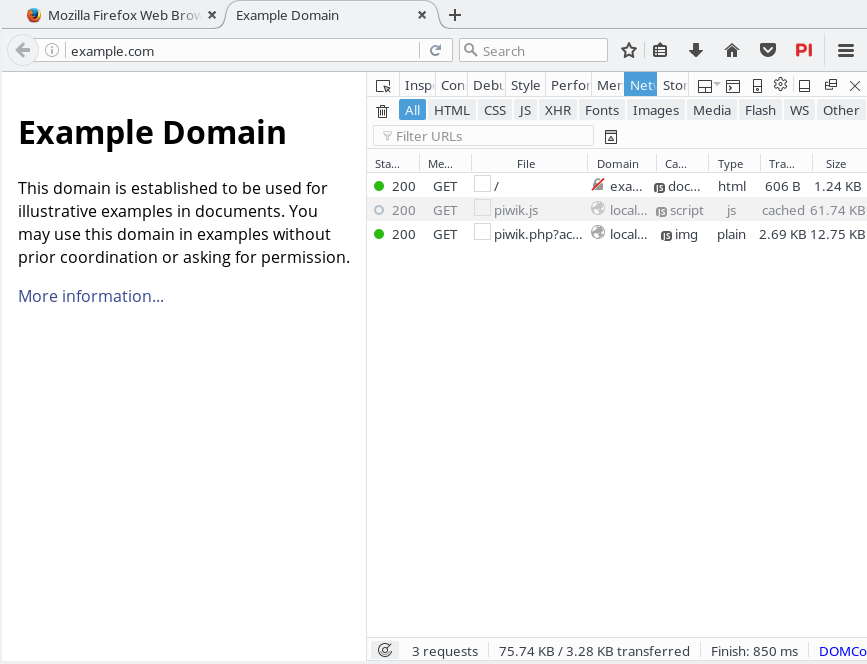 Mozilla Firefox Web Brow
Example Domain
example.com
Search
PI
Insp Con Debu Style Perfor Mer Net Stor
All HTML CSS JS XHR Fonts Images Media Flash WS Other
Filter URLs
Sta... Me... File Domain Ca... Type Tra... Size
200 GET / exa... JS doc... html 606 B 1.24 KB
200 GET piwik.js local... JS script js cached 61.74 KB
200 GET piwik.php?ac... local... JS img plain 2.69 KB 12.75 KB
Example Domain
This domain is established to be used for
illustrative examples in documents. You
may use this domain in examples without
prior coordination or asking for permission.
More information...
3 requests 75.74 KB / 3.28 KB transferred Finish: 850 ms DOMCo